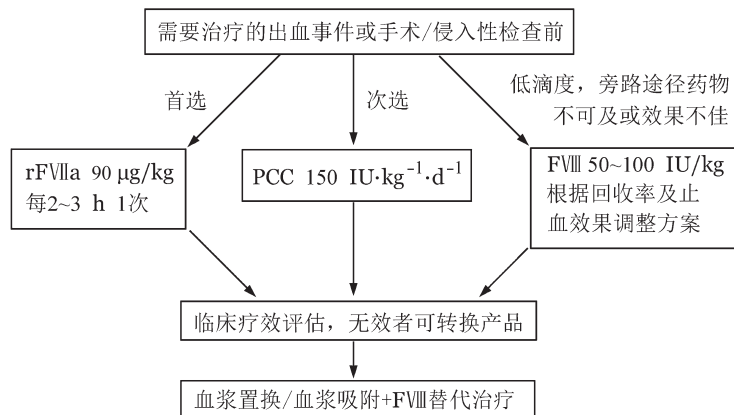 需要治疗的出血事件或手术/侵入性检查前
首选
次选
低滴度，旁路途径药物
不可及或效果不佳
rFⅦa 90 μg/kg
每2~3 h 1次
PCC 150 IU·kg⁻¹·d⁻¹
FⅧ 50~100 IU/kg
根据回收率及止
血效果调整方案
临床疗效评估，无效者可转换产品
血浆置换/血浆吸附+FⅧ替代治疗